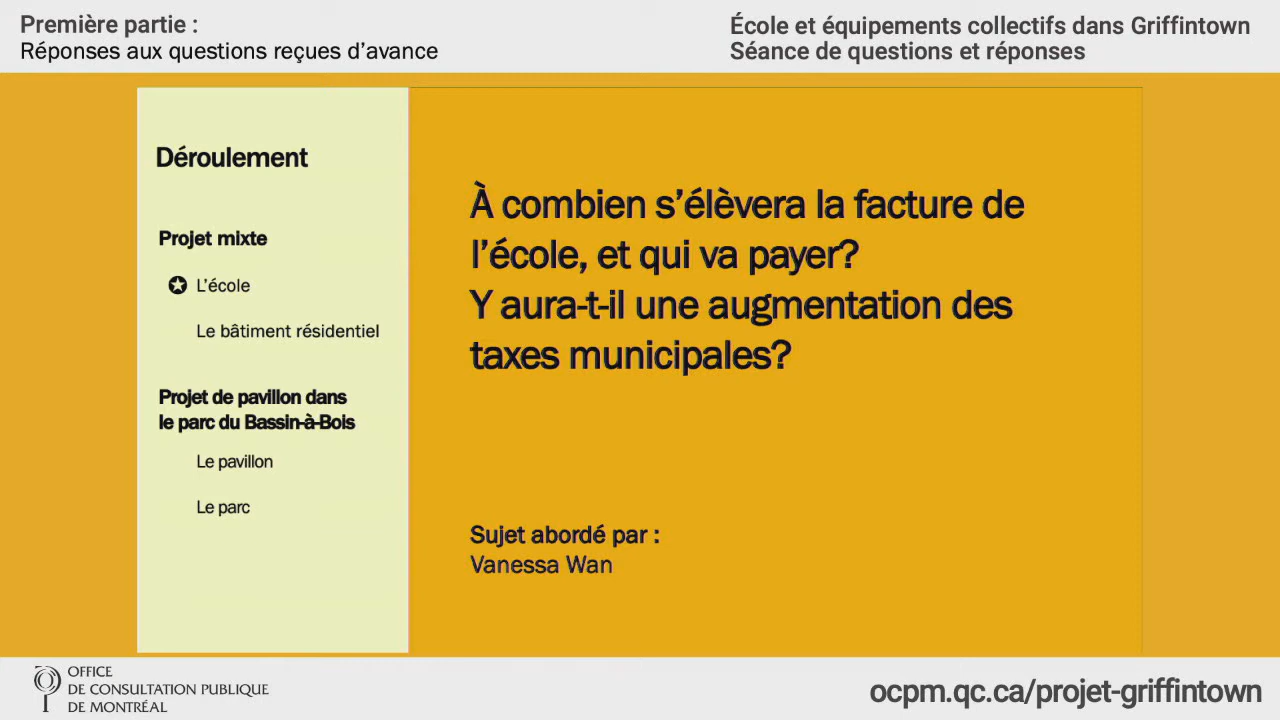 Première partie :
Réponses aux questions reçues d’avance
École et équipements collectifs dans Griffintown
Séance de questions et réponses
Déroulement
Projet mixte
L’école
Le bâtiment résidentiel
Projet de pavillon dans
le parc du Bassin-à-Bois
Le pavillon
Le parc
À combien s’élèvera la facture de
l’école, et qui va payer?
Y aura-t-il une augmentation des
taxes municipales?
Sujet abordé par :
Vanessa Wan
OFFICE
DE CONSULTATION PUBLIQUE
DE MONTRÉAL
ocpm.qc.ca/projet-griffintown